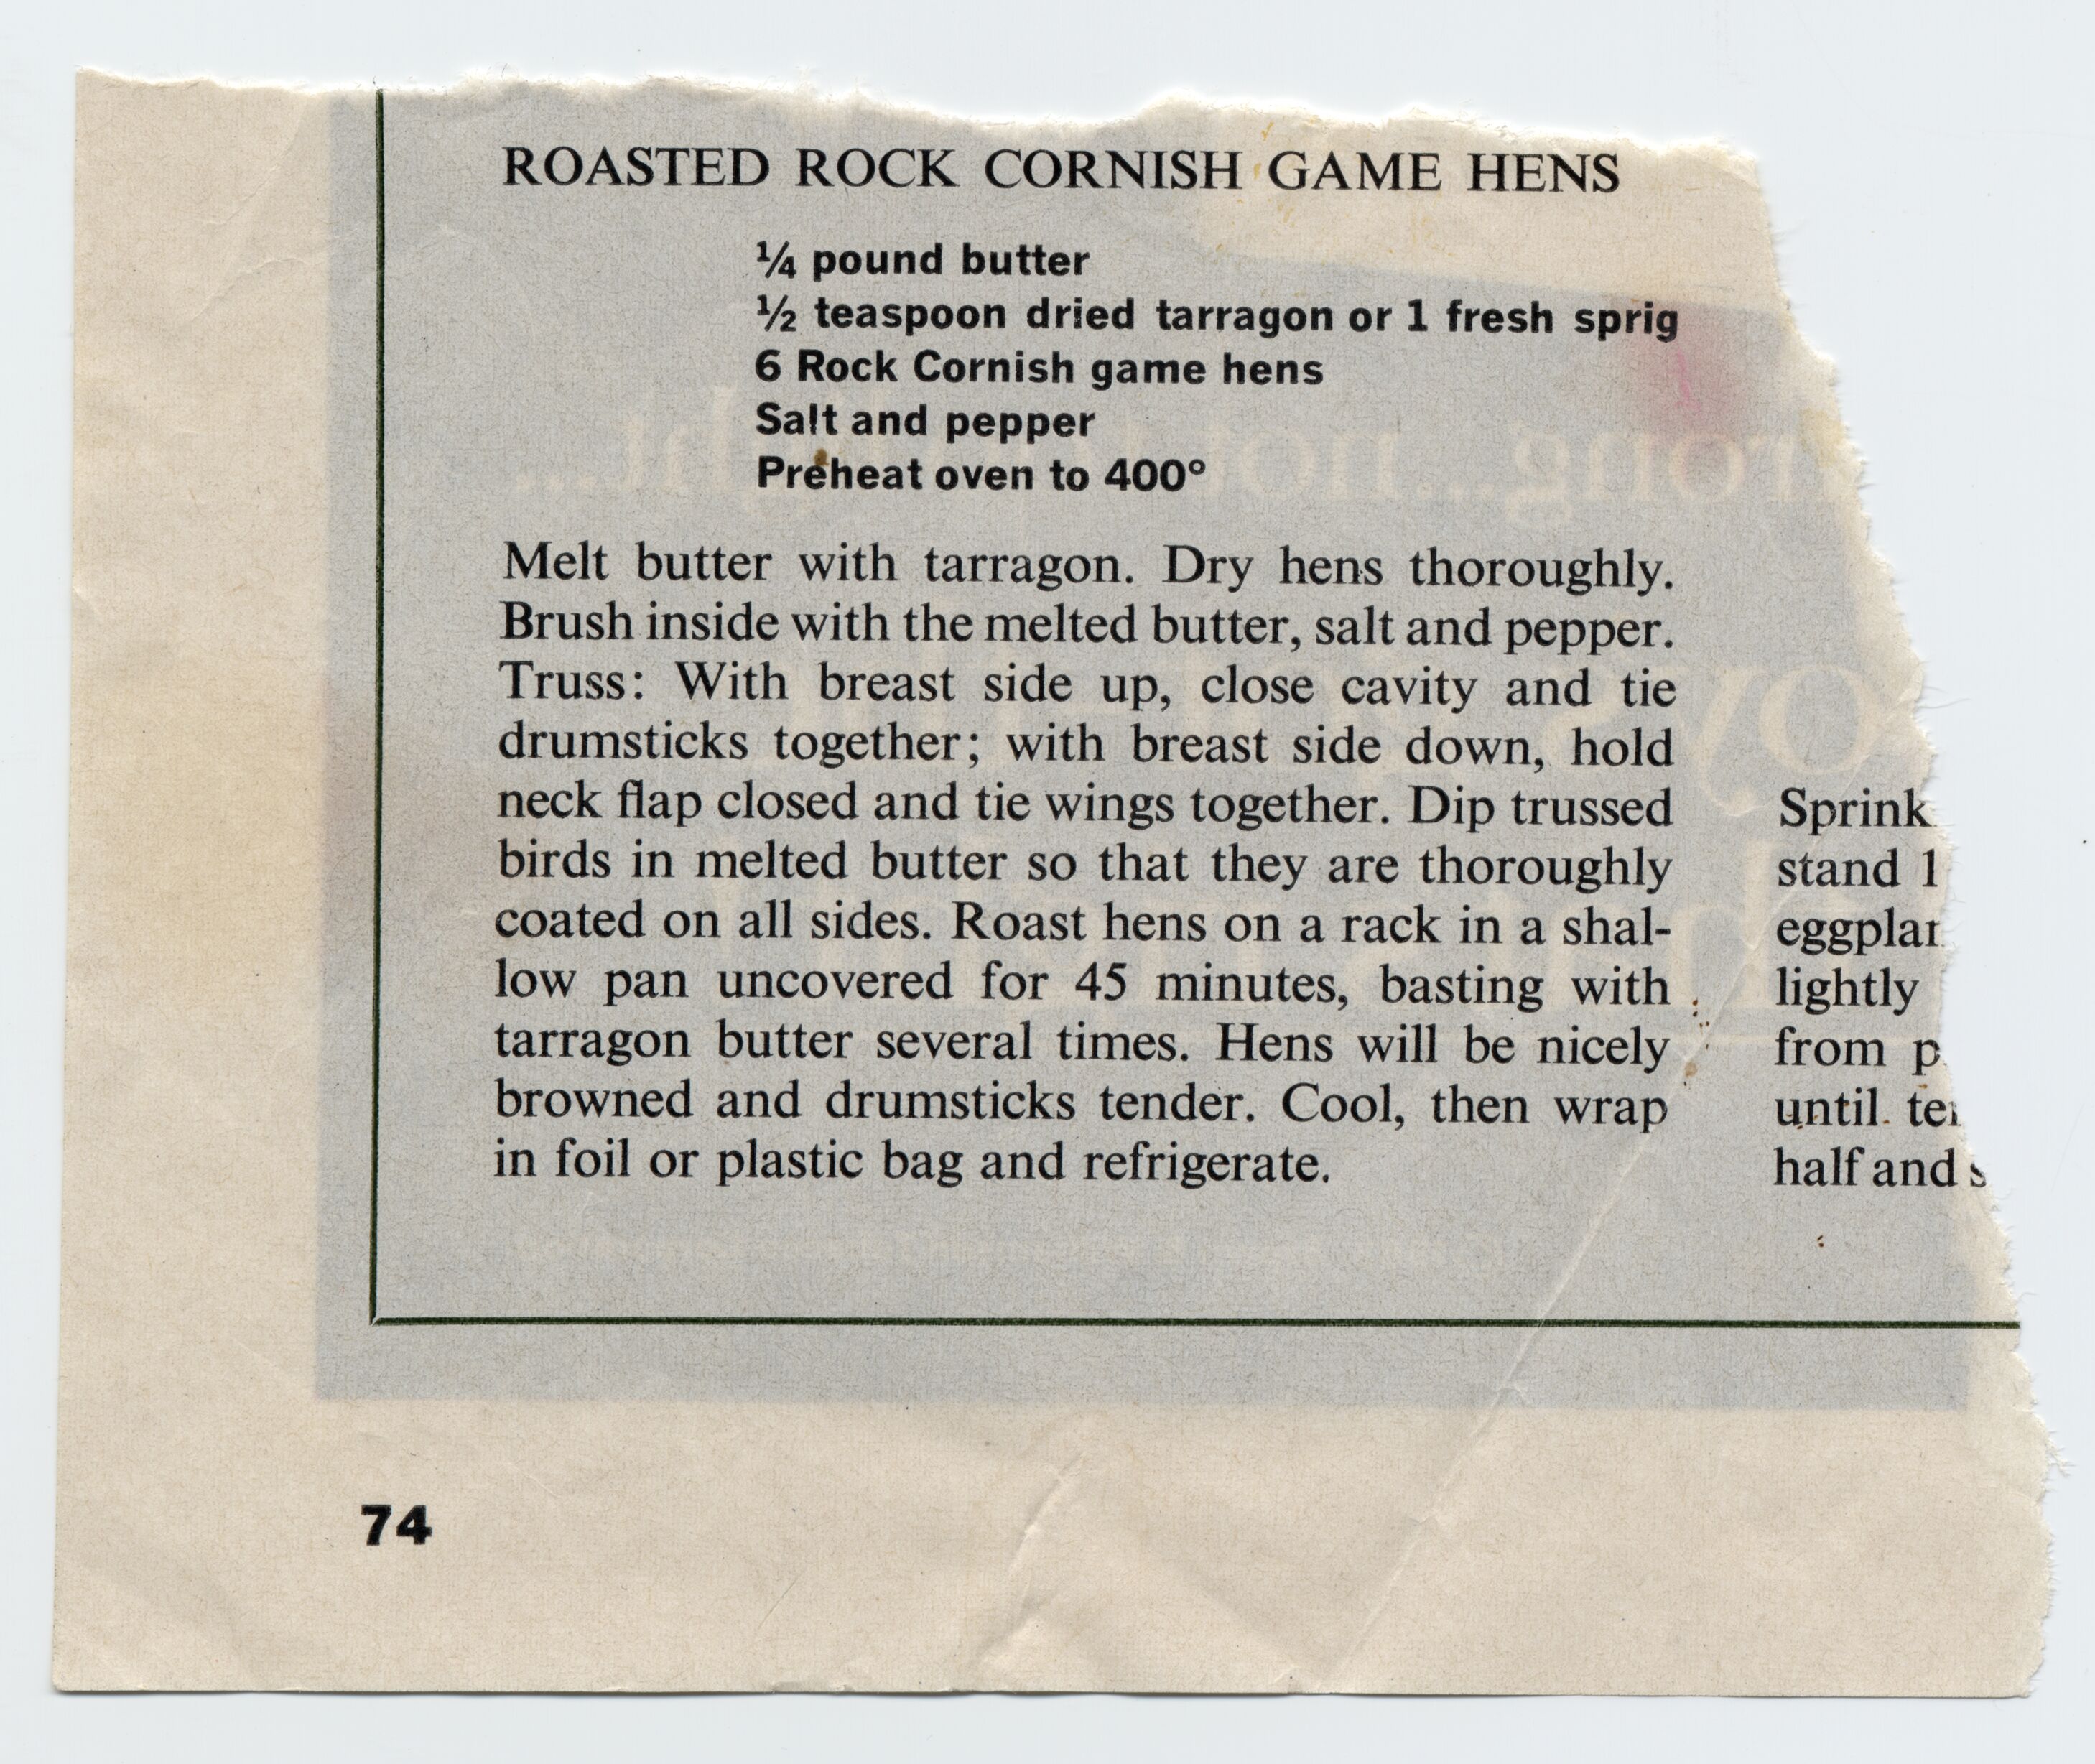 ROASTED ROCK CORNISH GAME HENS
¼ pound butter
½ teaspoon dried tarragon or 1 fresh sprig
6 Rock Cornish game hens
Salt and pepper
Preheat oven to 400°
Melt butter with tarragon. Dry hens thoroughly.
Brush inside with the melted butter, salt and pepper.
Truss: With breast side up, close cavity and tie
drumsticks together; with breast side down, hold
neck flap closed and tie wings together. Dip trussed
birds in melted butter so that they are thoroughly
coated on all sides. Roast hens on a rack in a shal-
low pan uncovered for 45 minutes, basting with
tarragon butter several times. Hens will be nicely
browned and drumsticks tender. Cool, then wrap
in foil or plastic bag and refrigerate.
Sprink
stand 1
lightly
from p
until
half and
74